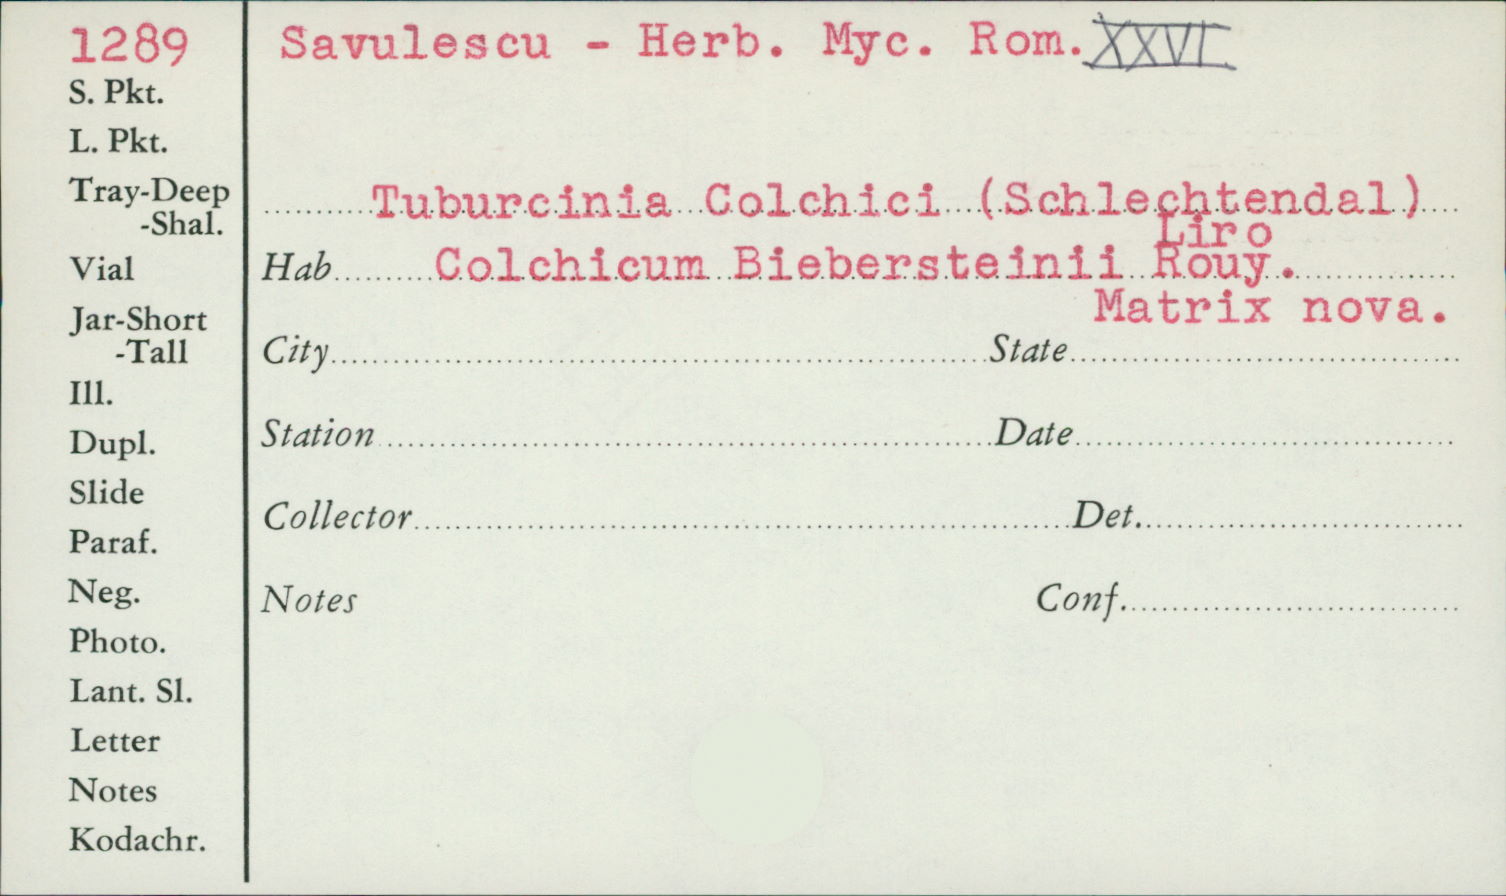 1289
Savulescu - Herb. Myc. Rom. XXVI
S. Pkt.
L. Pkt.
Tray-Deep
-Shal.
Tuburcinia Colchici (Schlechtendal)
Liro
Vial
Hab. Colchicum Biebersteinii Rouy.
Matrix nova.
Jar-Short
-Tall
City
State
Ill.
Dupl.
Station
Date
Slide
Collector
Det.
Paraf.
Neg.
Notes
Conf.
Photo.
Lant. Sl.
Letter
Notes
Kodachr.